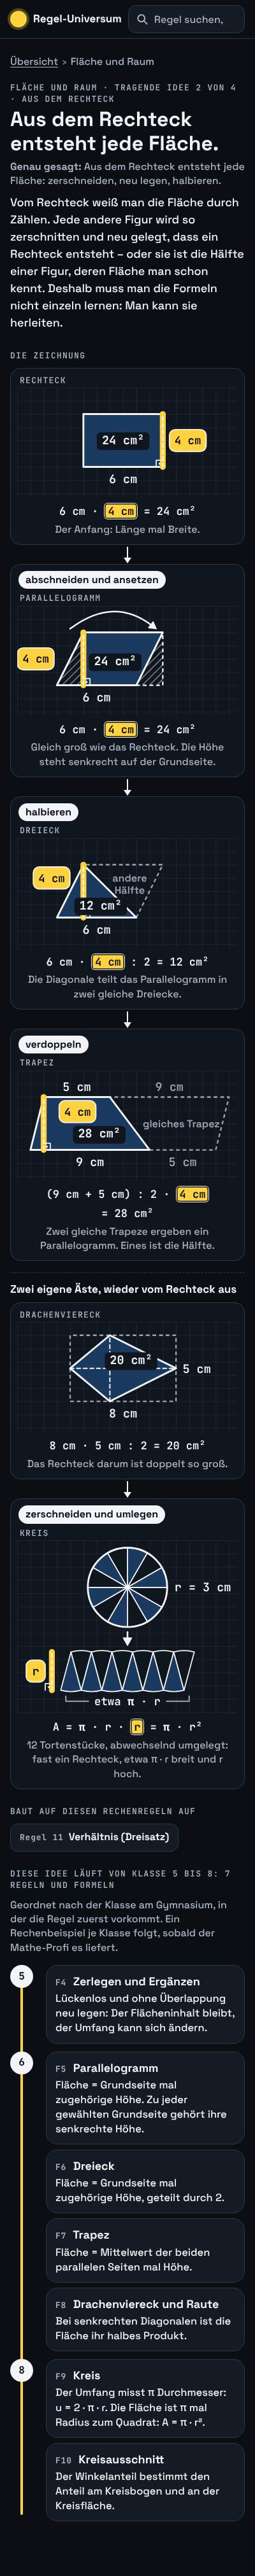 Regel-Universum
Regel suchen,
Übersicht > Fläche und Raum
FLÄCHE UND RAUM · TRAGENDE IDEE 2 VON 4
· AUS DEM RECHTECK
Aus dem Rechteck
entsteht jede Fläche.
Genau gesagt: Aus dem Rechteck entsteht jede
Fläche: zerschneiden, neu legen, halbieren.
Vom Rechteck weiß man die Fläche durch
Zählen. Jede andere Figur wird so
zerschnitten und neu gelegt, dass ein
Rechteck entsteht – oder sie ist die Hälfte
einer Figur, deren Fläche man schon
kennt. Deshalb muss man die Formeln
nicht einzeln lernen: Man kann sie
herleiten.
DIE ZEICHNUNG
RECHTECK
24 cm²
4 cm
6 cm
6 cm · 4 cm = 24 cm²
Der Anfang: Länge mal Breite.
abschneiden und ansetzen
PARALLELOGRAMM
4 cm
24 cm²
6 cm
6 cm · 4 cm = 24 cm²
Gleich groß wie das Rechteck. Die Höhe
steht senkrecht auf der Grundseite.
halbieren
DREIECK
4 cm
andere
Hälfte
12 cm²
6 cm
6 cm · 4 cm : 2 = 12 cm²
Die Diagonale teilt das Parallelogramm in
zwei gleiche Dreiecke.
verdoppeln
TRAPEZ
5 cm
9 cm
4 cm
gleiches Trapez
28 cm²
9 cm
5 cm
(9 cm + 5 cm) : 2 · 4 cm
= 28 cm²
Zwei gleiche Trapeze ergeben ein
Parallelogramm. Eines ist die Hälfte.
Zwei eigene Äste, wieder vom Rechteck aus
DRACHENVIERECK
20 cm²
5 cm
8 cm
8 cm · 5 cm : 2 = 20 cm²
Das Rechteck darum ist doppelt so groß.
zerschneiden und umlegen
KREIS
r = 3 cm
r
etwa π · r
A = π · r · r = π · r²
12 Tortenstücke, abwechselnd umgelegt:
fast ein Rechteck, etwa π · r breit und r
hoch.
BAUT AUF DIESEN RECHENREGELN AUF
Regel 11 Verhältnis (Dreisatz)
DIESE IDEE LÄUFT VON KLASSE 5 BIS 8: 7
REGELN UND FORMELN
Geordnet nach der Klasse am Gymnasium, in
der die Regel zuerst vorkommt. Ein
Rechenbeispiel je Klasse folgt, sobald der
Mathe-Profi es liefert.
5
F4 Zerlegen und Ergänzen
Lückenlos und ohne Überlappung
neu legen: Der Flächeninhalt bleibt,
der Umfang kann sich ändern.
6
F5 Parallelogramm
Fläche = Grundseite mal
zugehörige Höhe. Zu jeder
gewählten Grundseite gehört ihre
senkrechte Höhe.
F6 Dreieck
Fläche = Grundseite mal
zugehörige Höhe, geteilt durch 2.
F7 Trapez
Fläche = Mittelwert der beiden
parallelen Seiten mal Höhe.
F8 Drachenviereck und Raute
Bei senkrechten Diagonalen ist die
Fläche ihr halbes Produkt.
8
F9 Kreis
Der Umfang misst π Durchmesser:
u = 2 · π · r. Die Fläche ist π mal
Radius zum Quadrat: A = π · r².
F10 Kreisausschnitt
Der Winkelanteil bestimmt den
Anteil am Kreisbogen und an der
Kreisfläche.